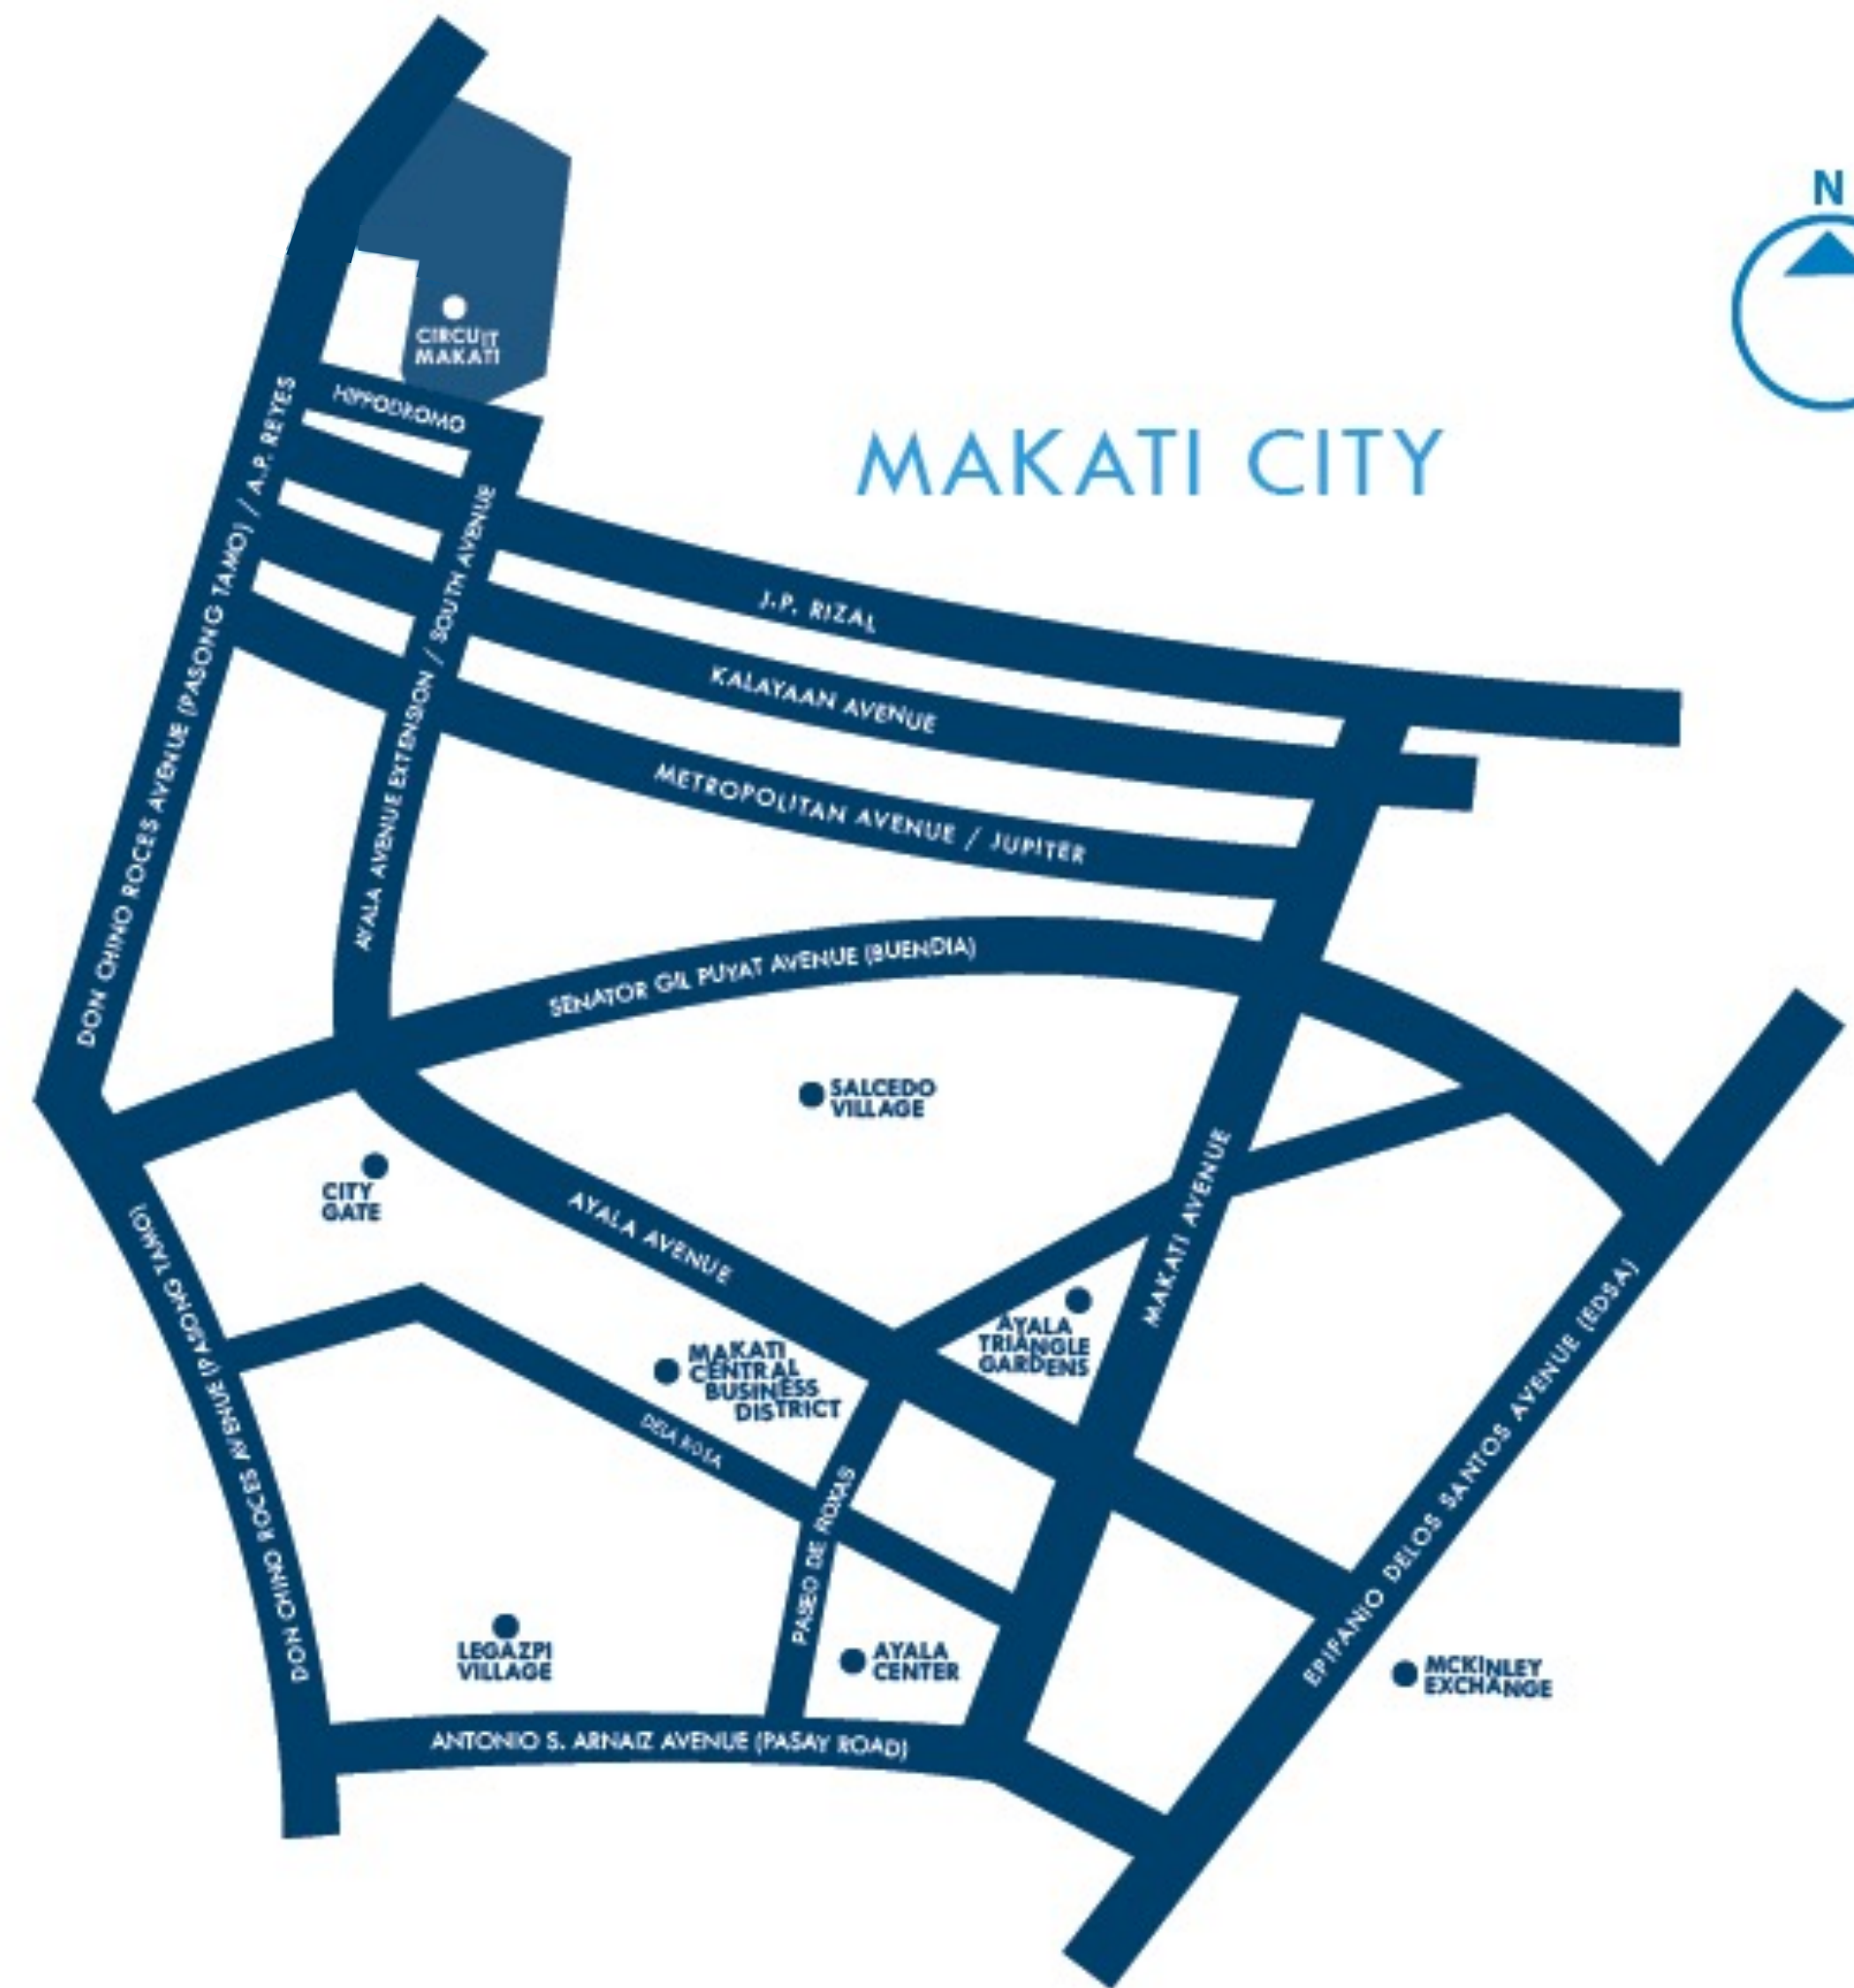 N
CIRCUIT
MAKATI
HIPPODROMO
MAKATI CITY
DON CHINO ROCES AVENUE (PASONG TAMO) / A.P. REYES
AYALA AVENUE EXTENSION / SOUTH AVENUE
J.P. RIZAL
KALAYAAN AVENUE
METROPOLITAN AVENUE / JUPITER
SENATOR GIL PUYAT AVENUE (BUENDIA)
SALCEDO
VILLAGE
CITY
GATE
AYALA AVENUE
MAKATI AVENUE
AYALA
TRIANGLE
GARDENS
MAKATI
CENTRAL
BUSINESS
DISTRICT
DELA ROSA
PASEO DE ROXAS
DON CHINO ROCES AVENUE (PASONG TAMO)
EPIFANIO DELOS SANTOS AVENUE (EDSA)
LEGAZPI
VILLAGE
AYALA
CENTER
MCKINLEY
EXCHANGE
ANTONIO S. ARNAIZ AVENUE (PASAY ROAD)